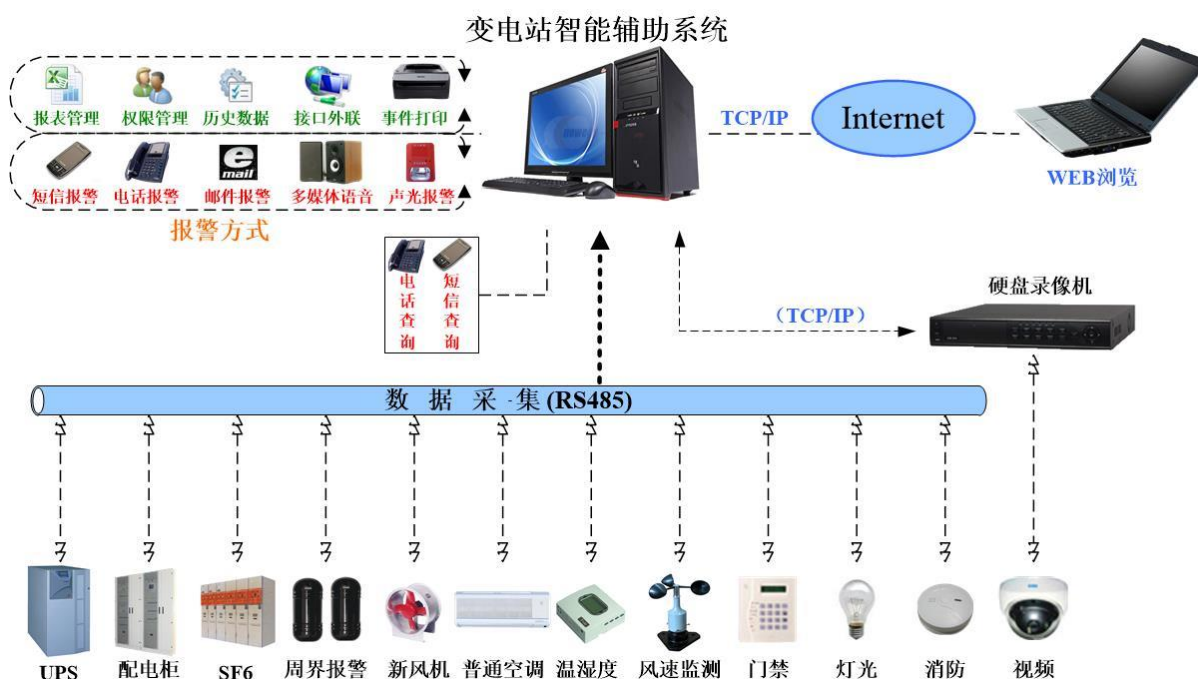 变电站智能辅助系统
报表管理 权限管理 历史数据 接口外联 事件打印
TCP/IP
Internet
e
mail
短信报警 电话报警 邮件报警 多媒体语音 声光报警
WEB浏览
报警方式
电话查询
短信查询
硬盘录像机
(TCP/IP)
数据采集(RS485)
UPS 配电柜 SF6 周界报警 新风机 普通空调 温湿度 风速监测 门禁 灯光 消防 视频